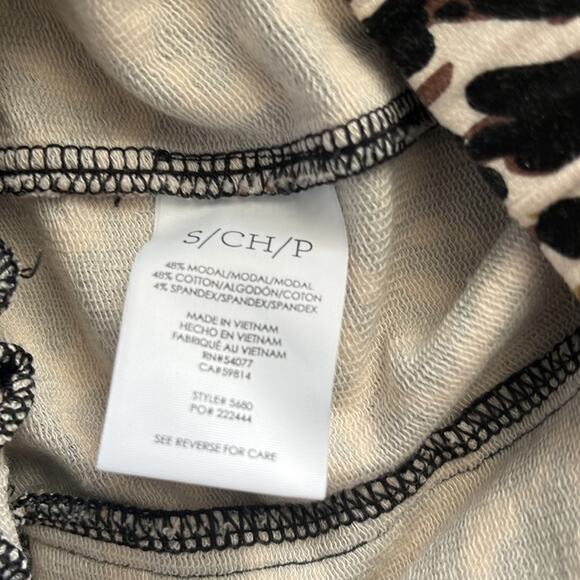 S/CH/P
48% MODAL/MODAL/MODAL
48% COTTON/ALGODÓN/COTON
4% SPANDEX/SPANDEX/SPANDEX
MADE IN VIETNAM
HECHO EN VIETNAM
FABRIQUÉ AU VIETNAM
RN#54077
CA#59814
STYLE# 5680
PO# 222444
SEE REVERSE FOR CARE